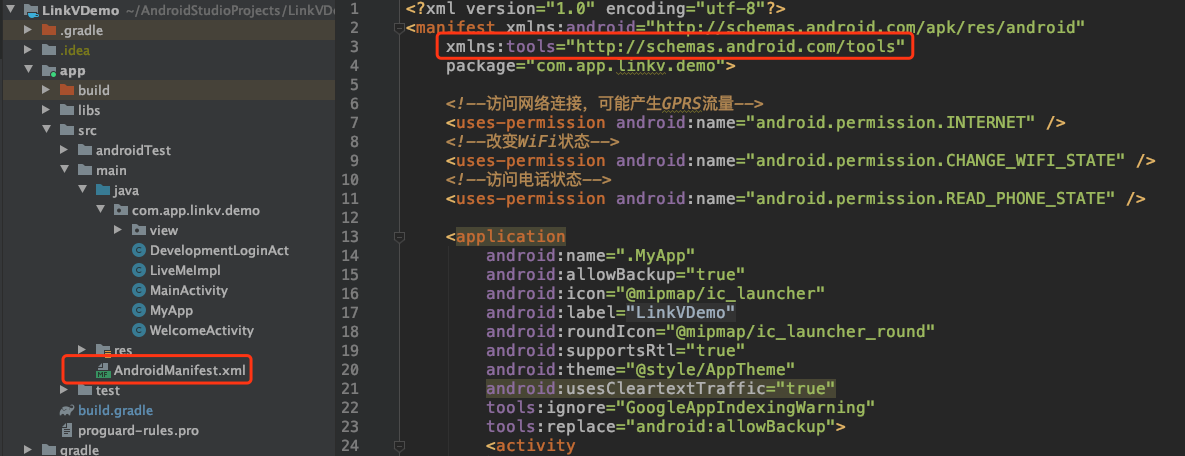 LinkVDemo ~/AndroidStudioProjects/LinkVD
.gradle
.idea
app
build
libs
src
androidTest
main
java
com.app.linkv.demo
view
DevelopmentLoginAct
LiveMeImpl
MainActivity
MyApp
WelcomeActivity
res
AndroidManifest.xml
test
build.gradle
proguard-rules.pro
gradle
1 <?xml version="1.0" encoding="utf-8"?>
2 <manifest xmlns:android="http://schemas.android.com/apk/res/android"
3 xmlns:tools="http://schemas.android.com/tools"
4 package="com.app.linkv.demo">
5
6 <!--访问网络连接，可能产生GPRS流量-->
7 <uses-permission android:name="android.permission.INTERNET" />
8 <!--改变WiFi状态-->
9 <uses-permission android:name="android.permission.CHANGE_WIFI_STATE" />
10 <!--访问电话状态-->
11 <uses-permission android:name="android.permission.READ_PHONE_STATE" />
12
13 <application
14 android:name=".MyApp"
15 android:allowBackup="true"
16 android:icon="@mipmap/ic_launcher"
17 android:label="LinkVDemo"
18 android:roundIcon="@mipmap/ic_launcher_round"
19 android:supportsRtl="true"
20 android:theme="@style/AppTheme"
21 android:usesCleartextTraffic="true"
22 tools:ignore="GoogleAppIndexingWarning"
23 tools:replace="android:allowBackup">
24 <activity